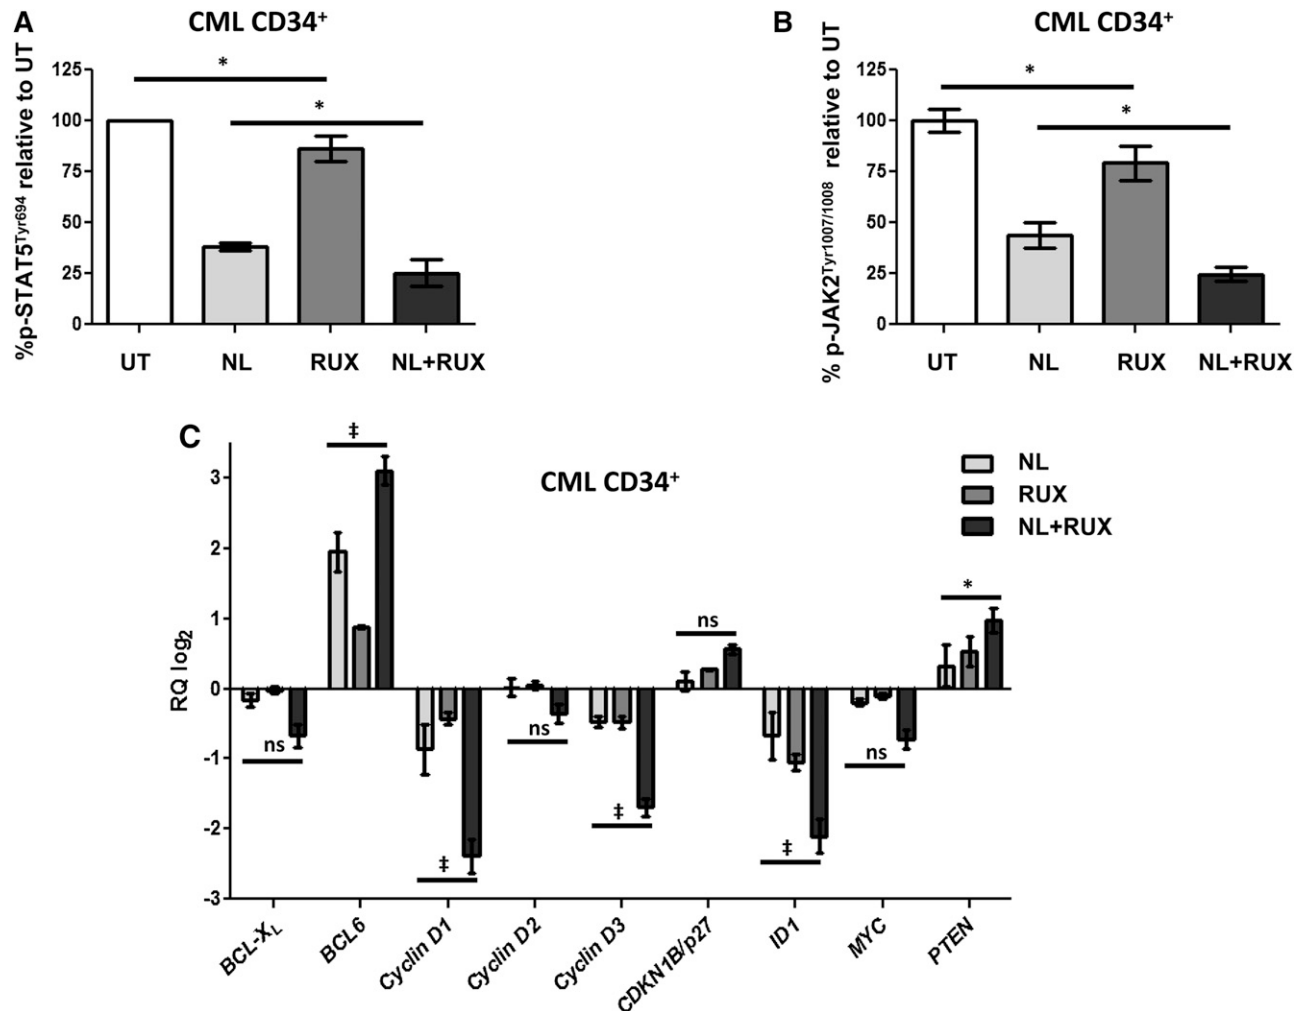 A
CML CD34+
%p-STAT5Tyr694 relative to UT
125
100
75
50
25
0
*
*
UT NL RUX NL+RUX
B
CML CD34+
% p-JAK2Tyr1007/1008 relative to UT
125
100
75
50
25
0
*
*
UT NL RUX NL+RUX
C
CML CD34+
NL
RUX
NL+RUX
RQ log2
3
2
1
0
-1
-2
-3
ns
‡
‡
ns
‡
ns
‡
ns
*
BCL-XL
BCL6
Cyclin D1
Cyclin D2
Cyclin D3
CDKN1B/p27
ID1
MYC
PTEN